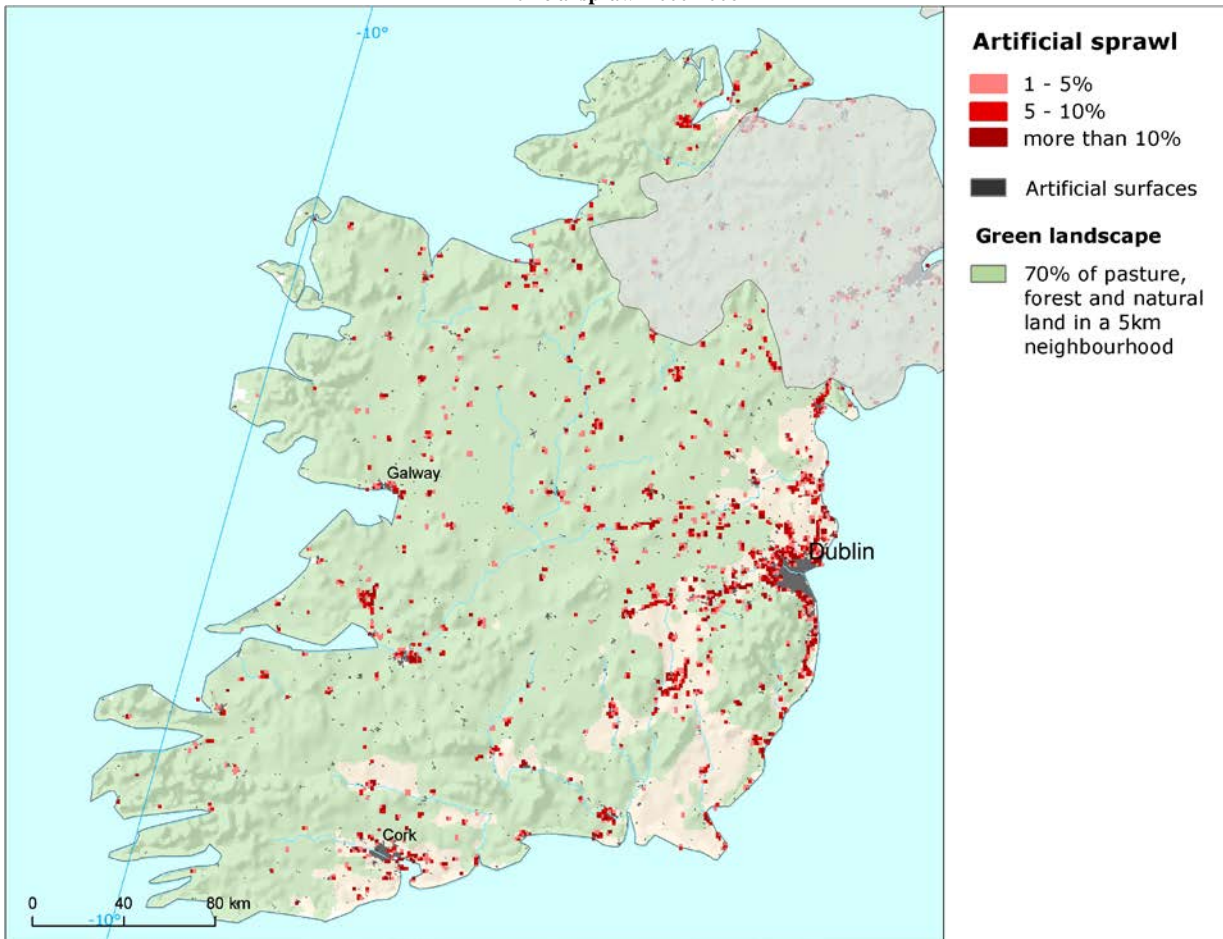 -10°
Artificial sprawl
1 - 5%
5 - 10%
more than 10%
Artificial surfaces
Green landscape
70% of pasture,
forest and natural
land in a 5km
neighbourhood
Galway
Dublin
Cork
0 40 80 km
-10°